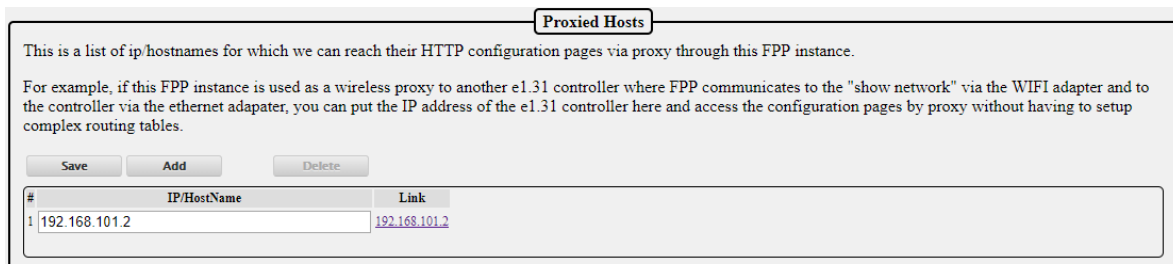 Proxied Hosts
This is a list of ip/hostnames for which we can reach their HTTP configuration pages via proxy through this FPP instance.
For example, if this FPP instance is used as a wireless proxy to another e1.31 controller where FPP communicates to the "show network" via the WIFI adapter and to
the controller via the ethernet adapater, you can put the IP address of the e1.31 controller here and access the configuration pages by proxy without having to setup
complex routing tables.
Save Add Delete
# IP/HostName Link
1 192.168.101.2 192.168.101.2